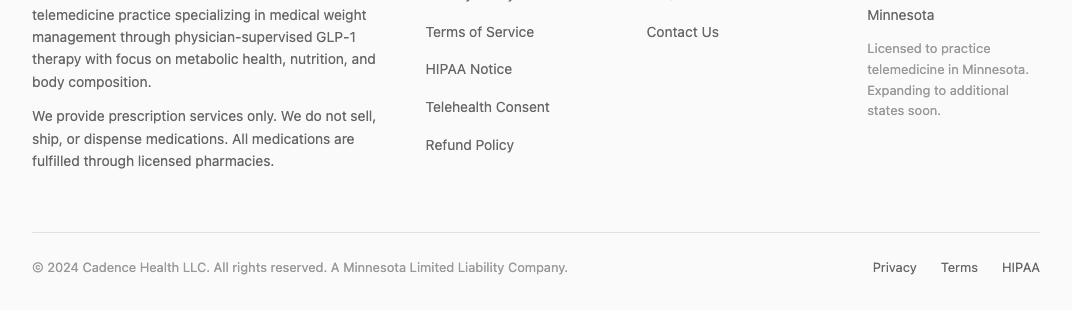 telemedicine practice specializing in medical weight
management through physician-supervised GLP-1
therapy with focus on metabolic health, nutrition, and
body composition.
We provide prescription services only. We do not sell,
ship, or dispense medications. All medications are
fulfilled through licensed pharmacies.
Terms of Service
HIPAA Notice
Telehealth Consent
Refund Policy
Contact Us
Minnesota
Licensed to practice
telemedicine in Minnesota.
Expanding to additional
states soon.
© 2024 Cadence Health LLC. All rights reserved. A Minnesota Limited Liability Company.
Privacy
Terms
HIPAA